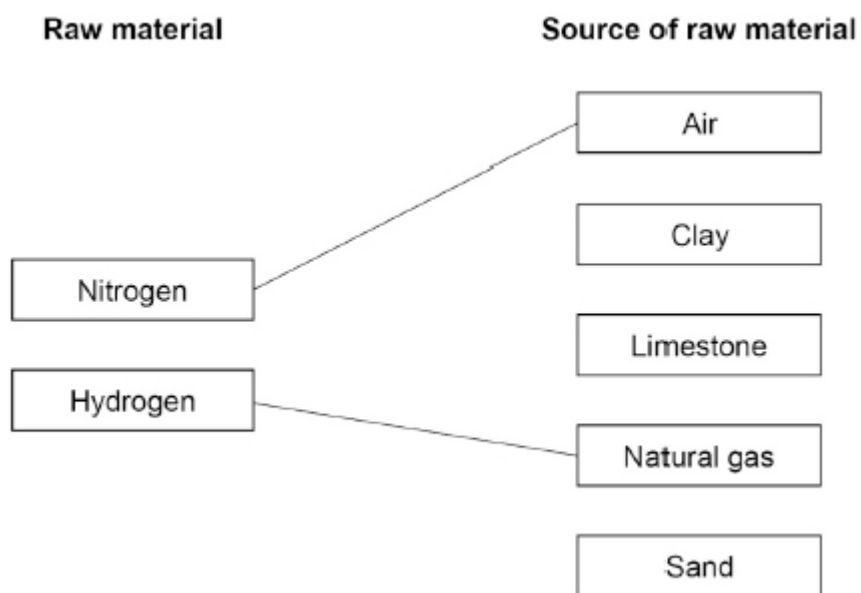 Raw material
Source of raw material
Air
Clay
Nitrogen
Limestone
Hydrogen
Natural gas
Sand